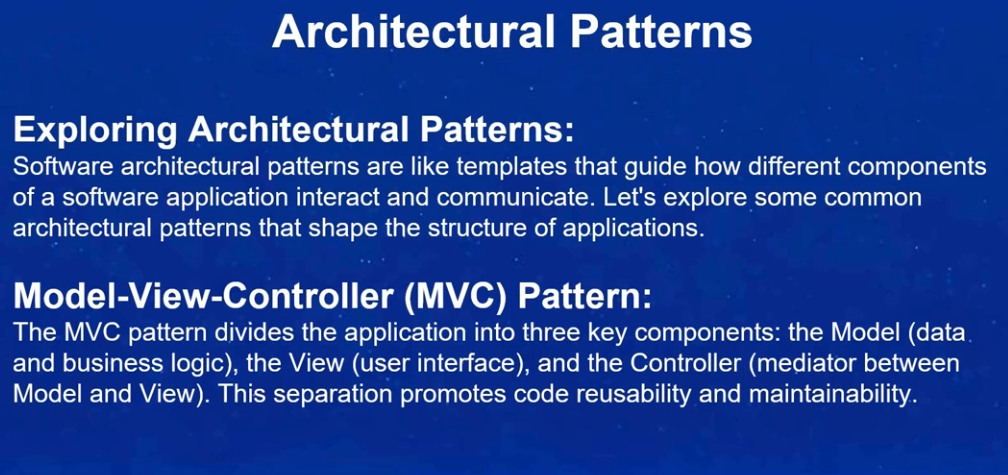 Architectural Patterns
Exploring Architectural Patterns:
Software architectural patterns are like templates that guide how different components
of a software application interact and communicate. Let's explore some common
architectural patterns that shape the structure of applications.
Model-View-Controller (MVC) Pattern:
The MVC pattern divides the application into three key components: the Model (data
and business logic), the View (user interface), and the Controller (mediator between
Model and View). This separation promotes code reusability and maintainability.